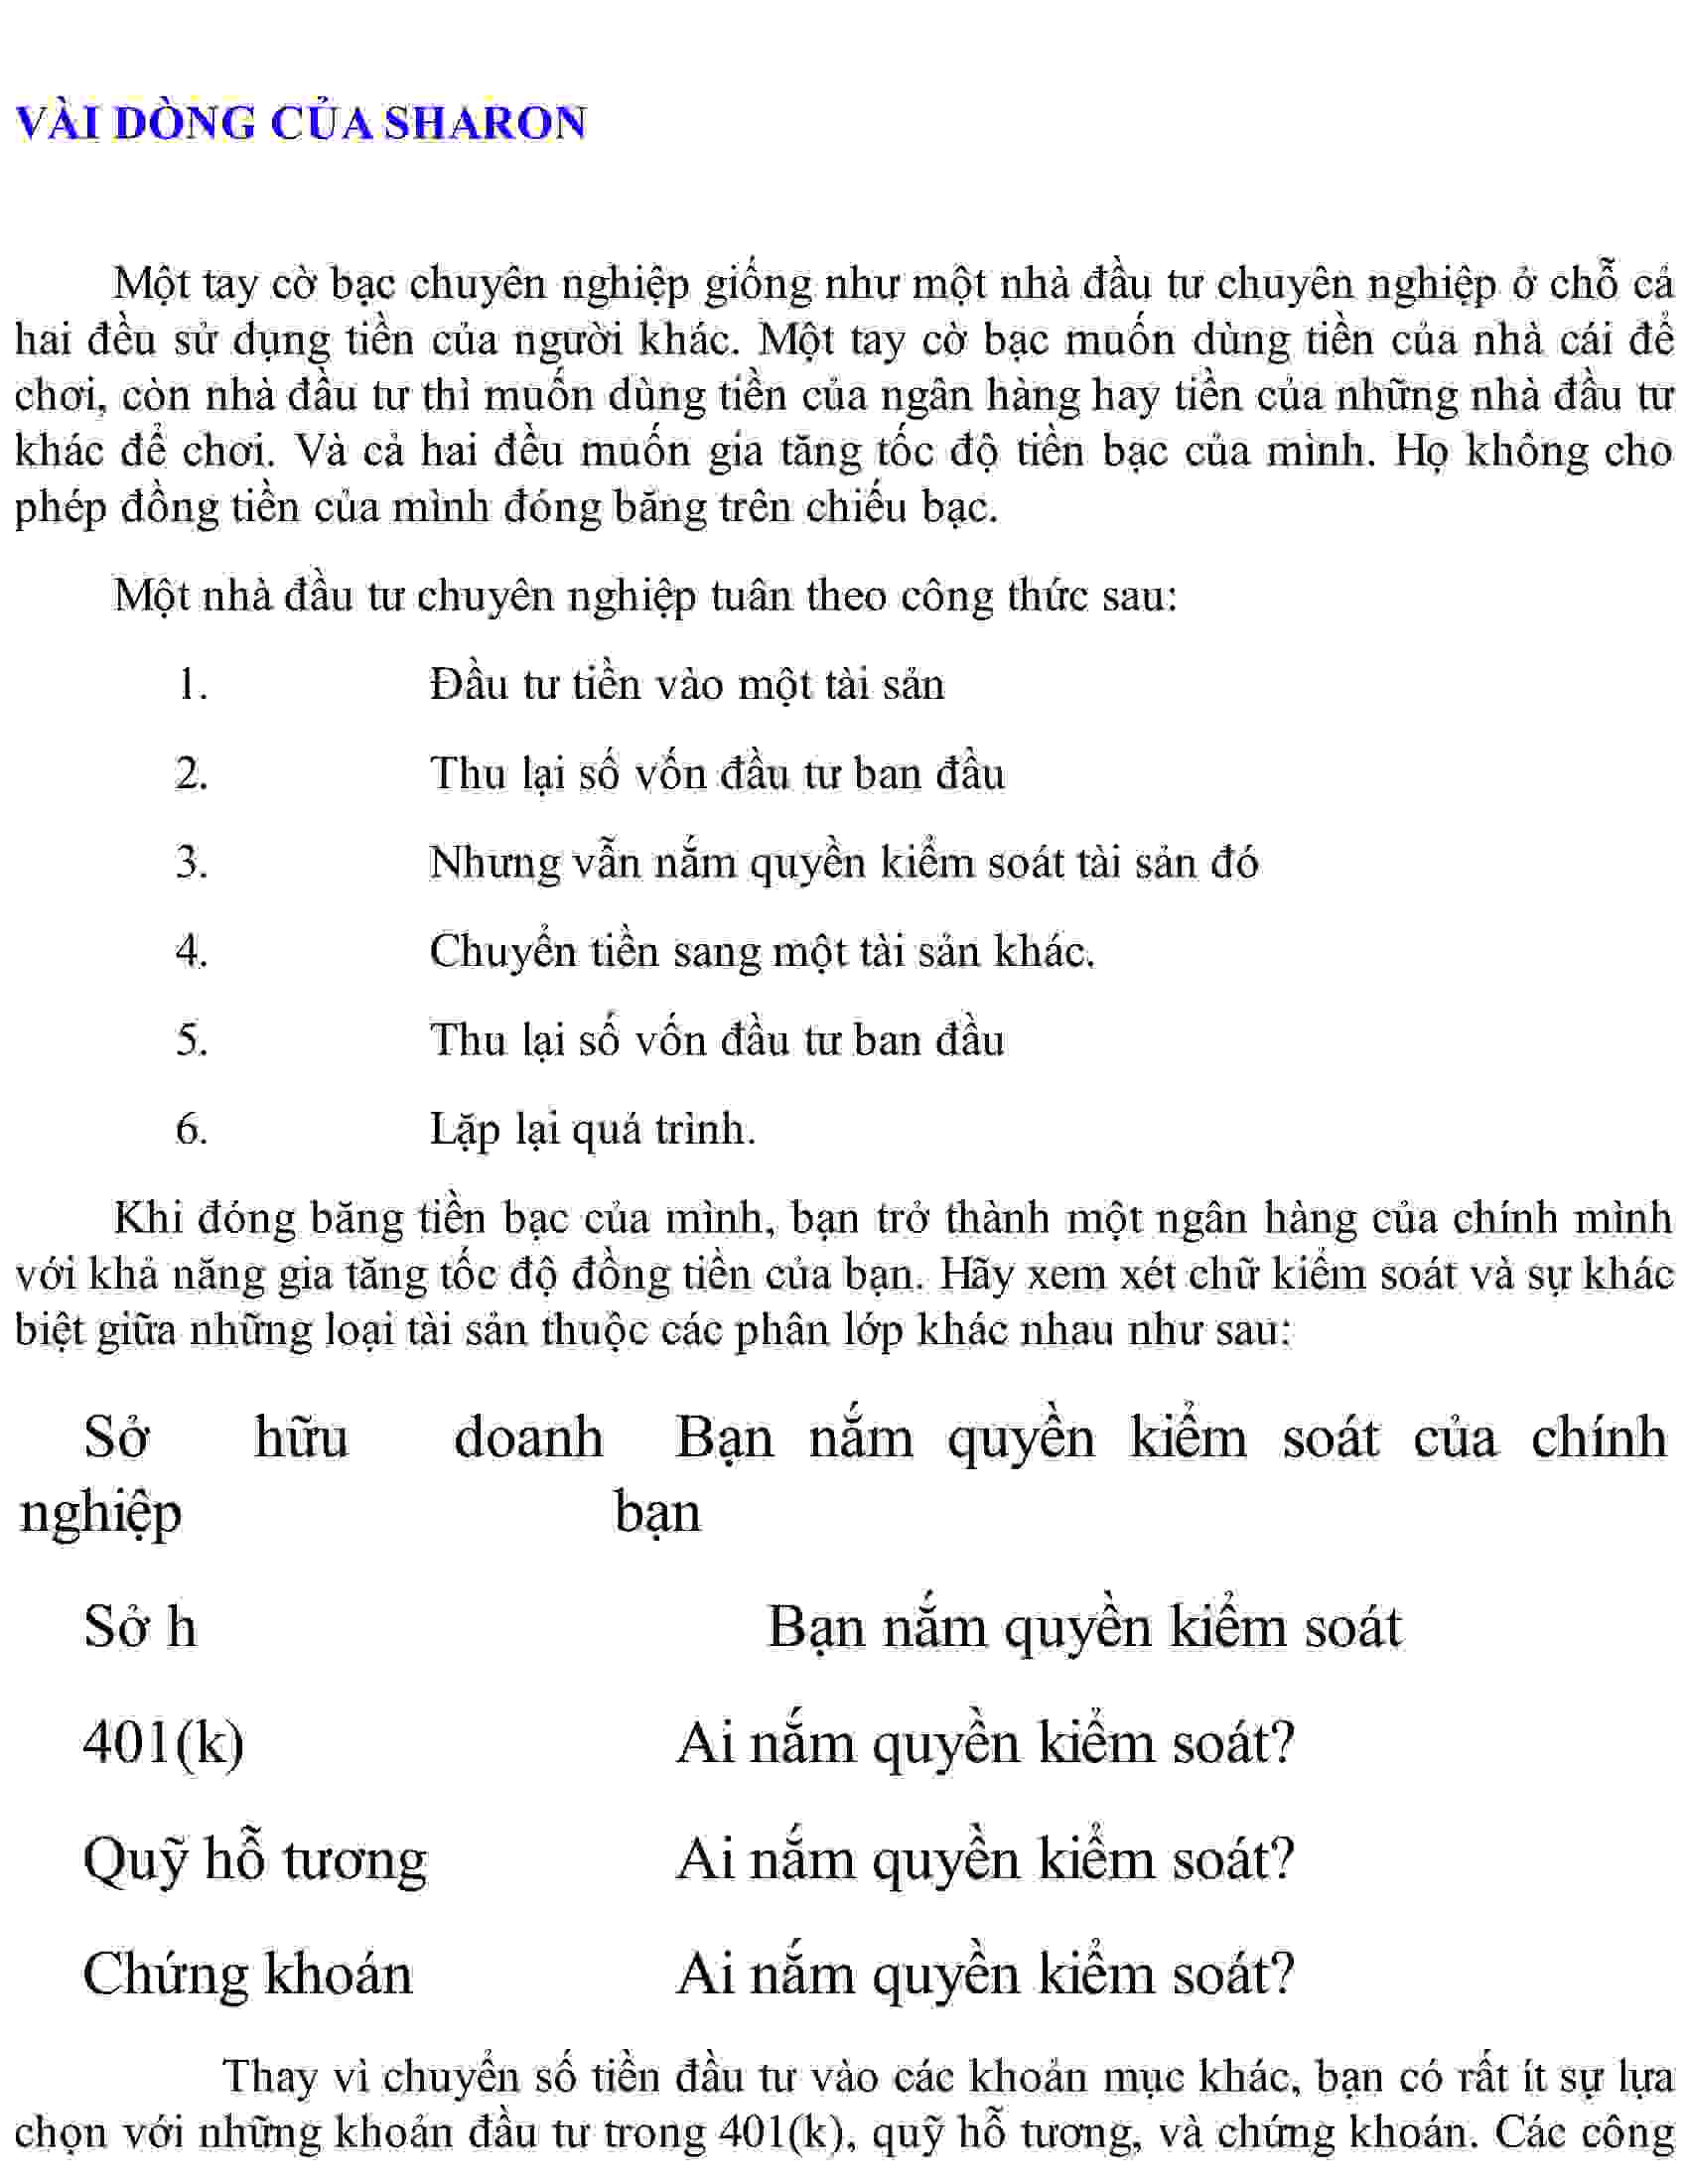 VÀI DÒNG CỦA SHARON
Một tay cờ bạc chuyên nghiệp giống như một nhà đầu tư chuyên nghiệp ở chỗ cả
hai đều sử dụng tiền của người khác. Một tay cờ bạc muốn dùng tiền của nhà cái để
chơi, còn nhà đầu tư thì muốn dùng tiền của ngân hàng hay tiền của những nhà đầu tư
khác để chơi. Và cả hai đều muốn gia tăng tốc độ tiền bạc của mình. Họ không cho
phép đồng tiền của mình đóng băng trên chiếu bạc.
Một nhà đầu tư chuyên nghiệp tuân theo công thức sau:
1. Đầu tư tiền vào một tài sản
2. Thu lại số vốn đầu tư ban đầu
3. Nhưng vẫn nắm quyền kiểm soát tài sản đó
4. Chuyển tiền sang một tài sản khác.
5. Thu lại số vốn đầu tư ban đầu
6. Lặp lại quá trình.
Khi đóng băng tiền bạc của mình, bạn trở thành một ngân hàng của chính mình
với khả năng gia tăng tốc độ đồng tiền của bạn. Hãy xem xét chữ kiểm soát và sự khác
biệt giữa những loại tài sản thuộc các phân lớp khác nhau như sau:
Sở hữu doanh Bạn nắm quyền kiểm soát của chính
nghiệp bạn
Sở h Bạn nắm quyền kiểm soát
401(k) Ai nắm quyền kiểm soát?
Quỹ hỗ tương Ai nắm quyền kiểm soát?
Chứng khoán Ai nắm quyền kiểm soát?
Thay vì chuyển số tiền đầu tư vào các khoản mục khác, bạn có rất ít sự lựa
chọn với những khoản đầu tư trong 401(k), quỹ hỗ tương, và chứng khoán. Các công